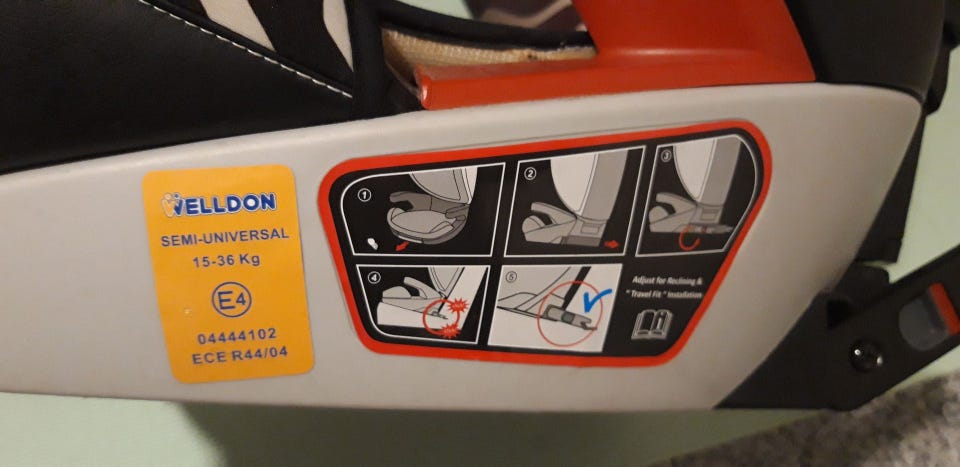 WELLDON
SEMI-UNIVERSAL
15-36 Kg
E4
04444102
ECE R44/04
1
2
3
4
5
Adjust for Reclining &
"Travel Fit" Installation